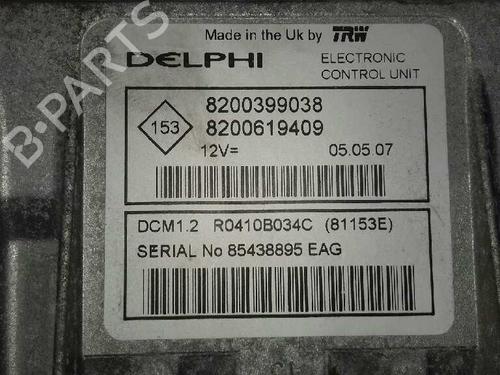 Made in the Uk by TRW
DELPHI
ELECTRONIC
CONTROL UNIT
153
8200399038
8200619409
12V=
05.05.07
DCM1.2 R0410B034C (81153E)
SERIAL No 85438895 EAG
B-PARTS